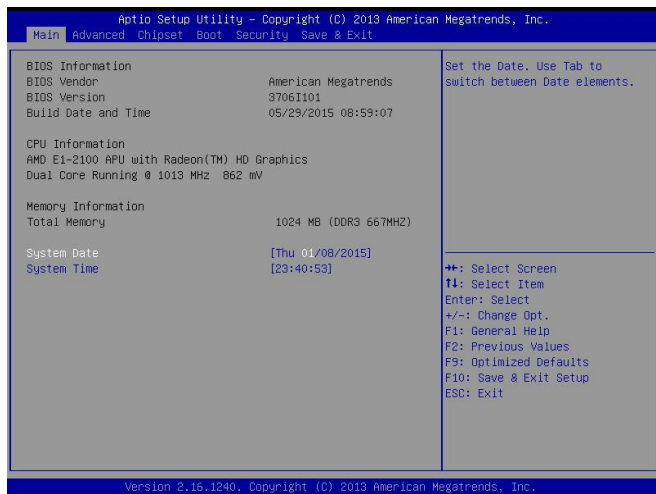 Aptio Setup Utility – Copyright (C) 2013 American Megatrends, Inc.
Main Advanced Chipset Boot Security Save & Exit
BIOS Information
BIOS Vendor American Megatrends
BIOS Version 3706I101
Build Date and Time 05/29/2015 08:59:07
CPU Information
AMD E1-2100 APU with Radeon(TM) HD Graphics
Dual Core Running @ 1013 MHz 862 mV
Memory Information
Total Memory 1024 MB (DDR3 667MHZ)
System Date [Thu 01/08/2015]
System Time [23:40:53]
Set the Date. Use Tab to
switch between Date elements.
→←: Select Screen
↑↓: Select Item
Enter: Select
+/-: Change Opt.
F1: General Help
F2: Previous Values
F9: Optimized Defaults
F10: Save & Exit Setup
ESC: Exit
Version 2.16.1240. Copyright (C) 2013 American Megatrends, Inc.